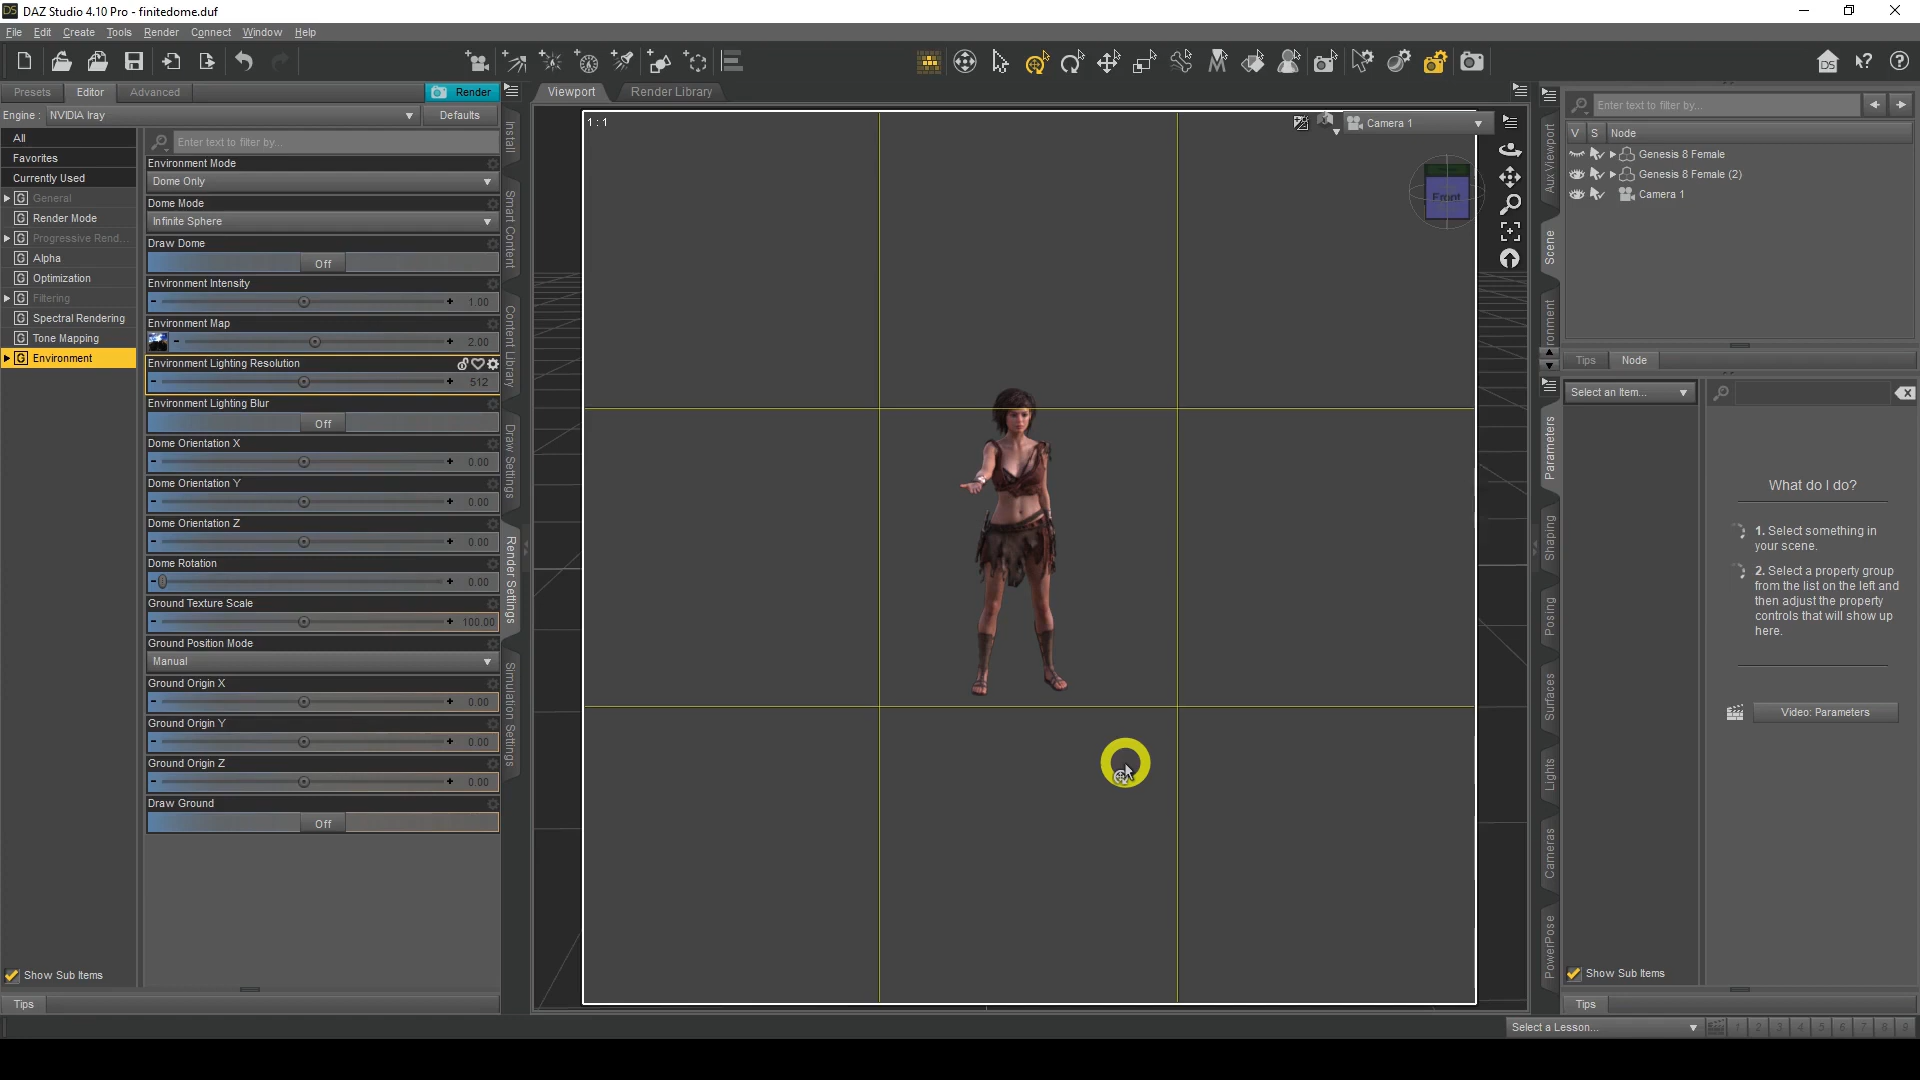 DAZ Studio 4.10 Pro - finitedome.duf
File Edit Create Tools Render Connect Window Help
Presets Editor Advanced Render
Viewport Render Library
Engine : NVIDIA Iray Defaults
All
Favorites
Currently Used
General
Render Mode
Progressive Rend...
Alpha
Optimization
Filtering
Spectral Rendering
Tone Mapping
Environment
Show Sub Items
Tips
Enter text to filter by...
Environment Mode
Dome Only
Dome Mode
Infinite Sphere
Draw Dome
Off
Environment Intensity
1.00
Environment Map
2.00
Environment Lighting Resolution
512
Environment Lighting Blur
Off
Dome Orientation X
0.00
Dome Orientation Y
0.00
Dome Orientation Z
0.00
Dome Rotation
0.00
Ground Texture Scale
100.00
Ground Position Mode
Manual
Ground Origin X
0.00
Ground Origin Y
0.00
Ground Origin Z
0.00
Draw Ground
Off
Install
Smart Content
Content Library
Draw Settings
Render Settings
Simulation Settings
1 : 1
Camera 1
Front
Aux Viewport
Scene
Parameters
Shaping
Posing
Surfaces
Lights
Cameras
PowerPose
Enter text to filter by...
V S Node
Genesis 8 Female
Genesis 8 Female (2)
Camera 1
Tips Node
Select an Item...
What do I do?
1. Select something in
your scene.
2. Select a property group
from the list on the left and
then adjust the property
controls that will show up
here.
Video: Parameters
Show Sub Items
Tips
Select a Lesson...
1 2 3 4 5 6 7 8 9